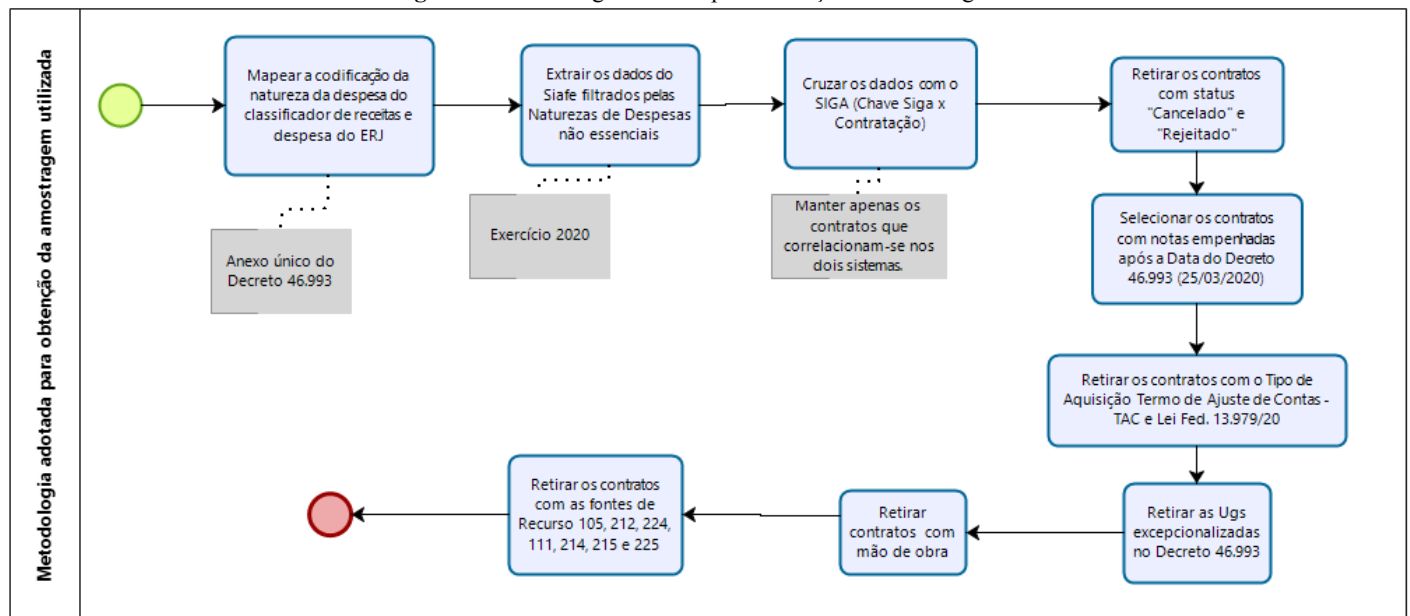 Metodologia adotada para obtenção da amostragem utilizada
Mapear a codificação da
natureza da despesa do
classificador de receitas e
despesa do ERJ
Anexo único do
Decreto 46.993
Extrair os dados do
Siafe filtrados pelas
Naturezas de Despesas
não essenciais
Exercício 2020
Cruzar os dados com o
SIGA (Chave Siga x
Contratação)
Manter apenas os
contratos que
correlacionam-se nos
dois sistemas.
Retirar os contratos
com status
"Cancelado" e
"Rejeitado"
Selecionar os contratos
com notas empenhadas
após a Data do Decreto
46.993 (25/03/2020)
Retirar os contratos com o Tipo de
Aquisição Termo de Ajuste de Contas -
TAC e Lei Fed. 13.979/20
Retirar as Ugs
excepcionalizadas
no Decreto 46.993
Retirar
contratos com
mão de obra
Retirar os contratos
com as fontes de
Recurso 105, 212, 224,
111, 214, 215 e 225